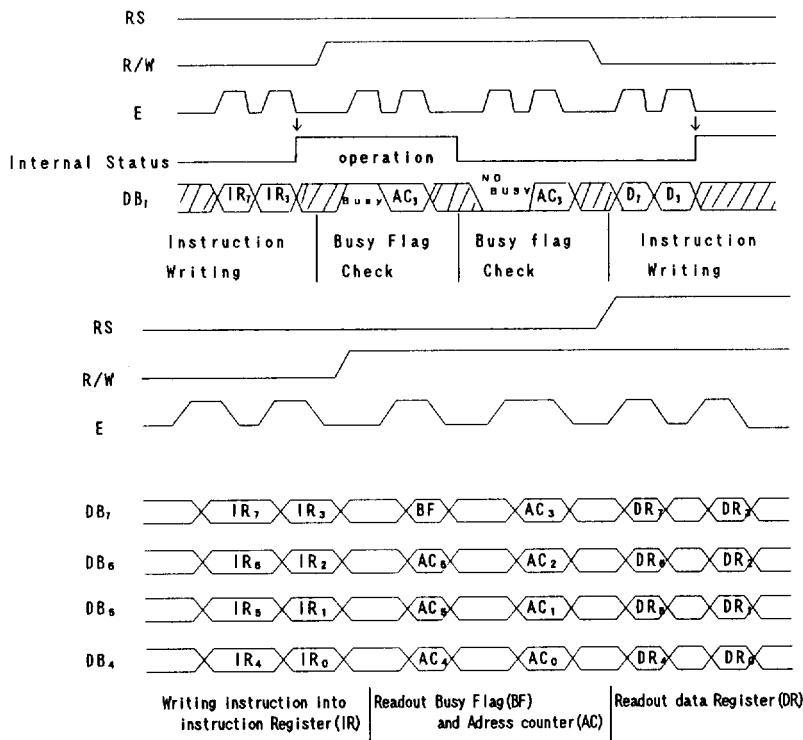 RS
R/W
E
Internal Status operation
NO
DB₇ IR₇ IR₃ Busy AC₃ BUSY AC₃ D₇ D₃
Instruction Busy Flag Busy flag Instruction
Writing Check Check Writing
RS
R/W
E
DB₇ IR₇ IR₃ BF AC₃ DR₇ DR₃
DB₆ IR₆ IR₂ AC₆ AC₂ DR₆ DR₂
DB₅ IR₅ IR₁ AC₅ AC₁ DR₅ DR₁
DB₄ IR₄ IR₀ AC₄ AC₀ DR₄ DR₀
Writing instruction into Readout Busy Flag(BF) Readout data Register(DR)
instruction Register(IR) and Adress counter(AC)